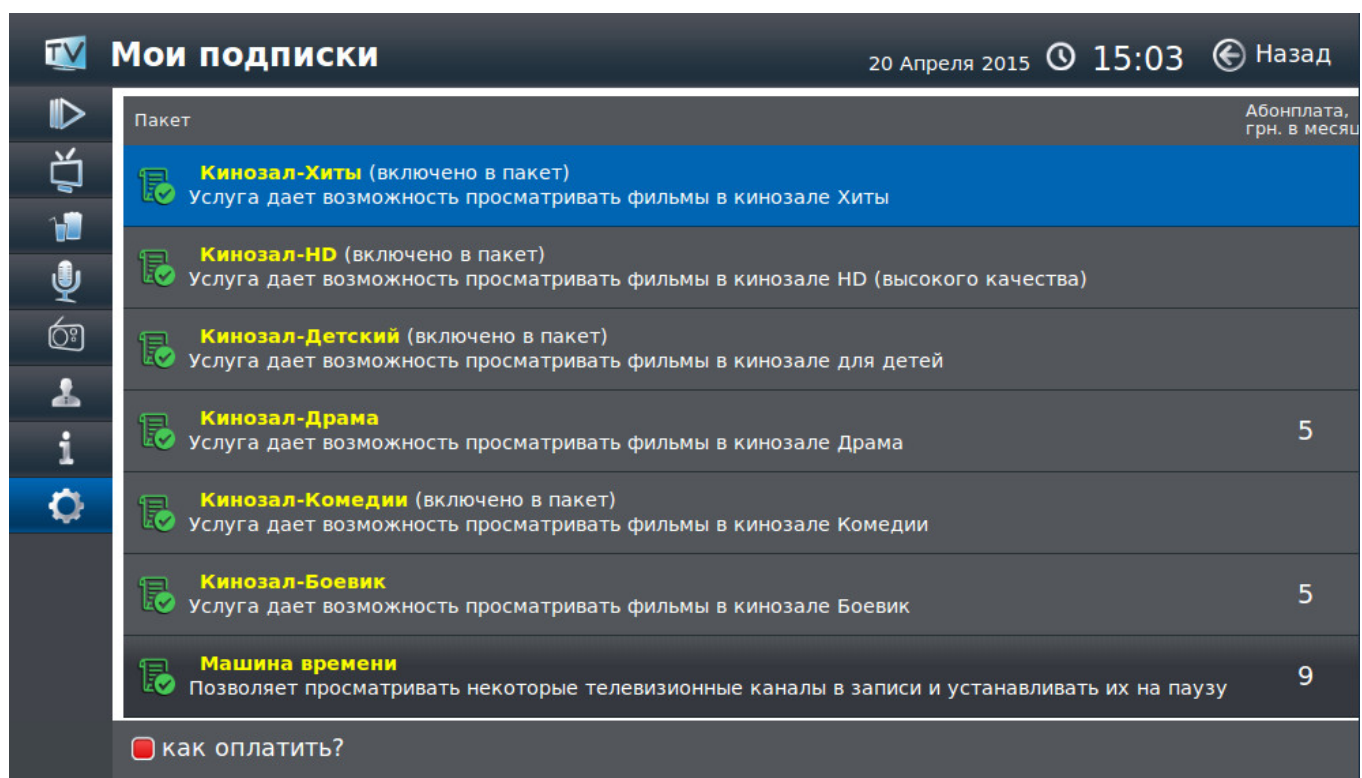 TV Мои подписки 20 Апреля 2015 15:03 Назад
Пакет Абонплата,
грн. в месяц
Кинозал-Хиты (включено в пакет)
Услуга дает возможность просматривать фильмы в кинозале Хиты
Кинозал-HD (включено в пакет)
Услуга дает возможность просматривать фильмы в кинозале HD (высокого качества)
Кинозал-Детский (включено в пакет)
Услуга дает возможность просматривать фильмы в кинозале для детей
Кинозал-Драма
Услуга дает возможность просматривать фильмы в кинозале Драма
5
Кинозал-Комедии (включено в пакет)
Услуга дает возможность просматривать фильмы в кинозале Комедии
Кинозал-Боевик
Услуга дает возможность просматривать фильмы в кинозале Боевик
5
Машина времени
Позволяет просматривать некоторые телевизионные каналы в записи и устанавливать их на паузу
9
как оплатить?